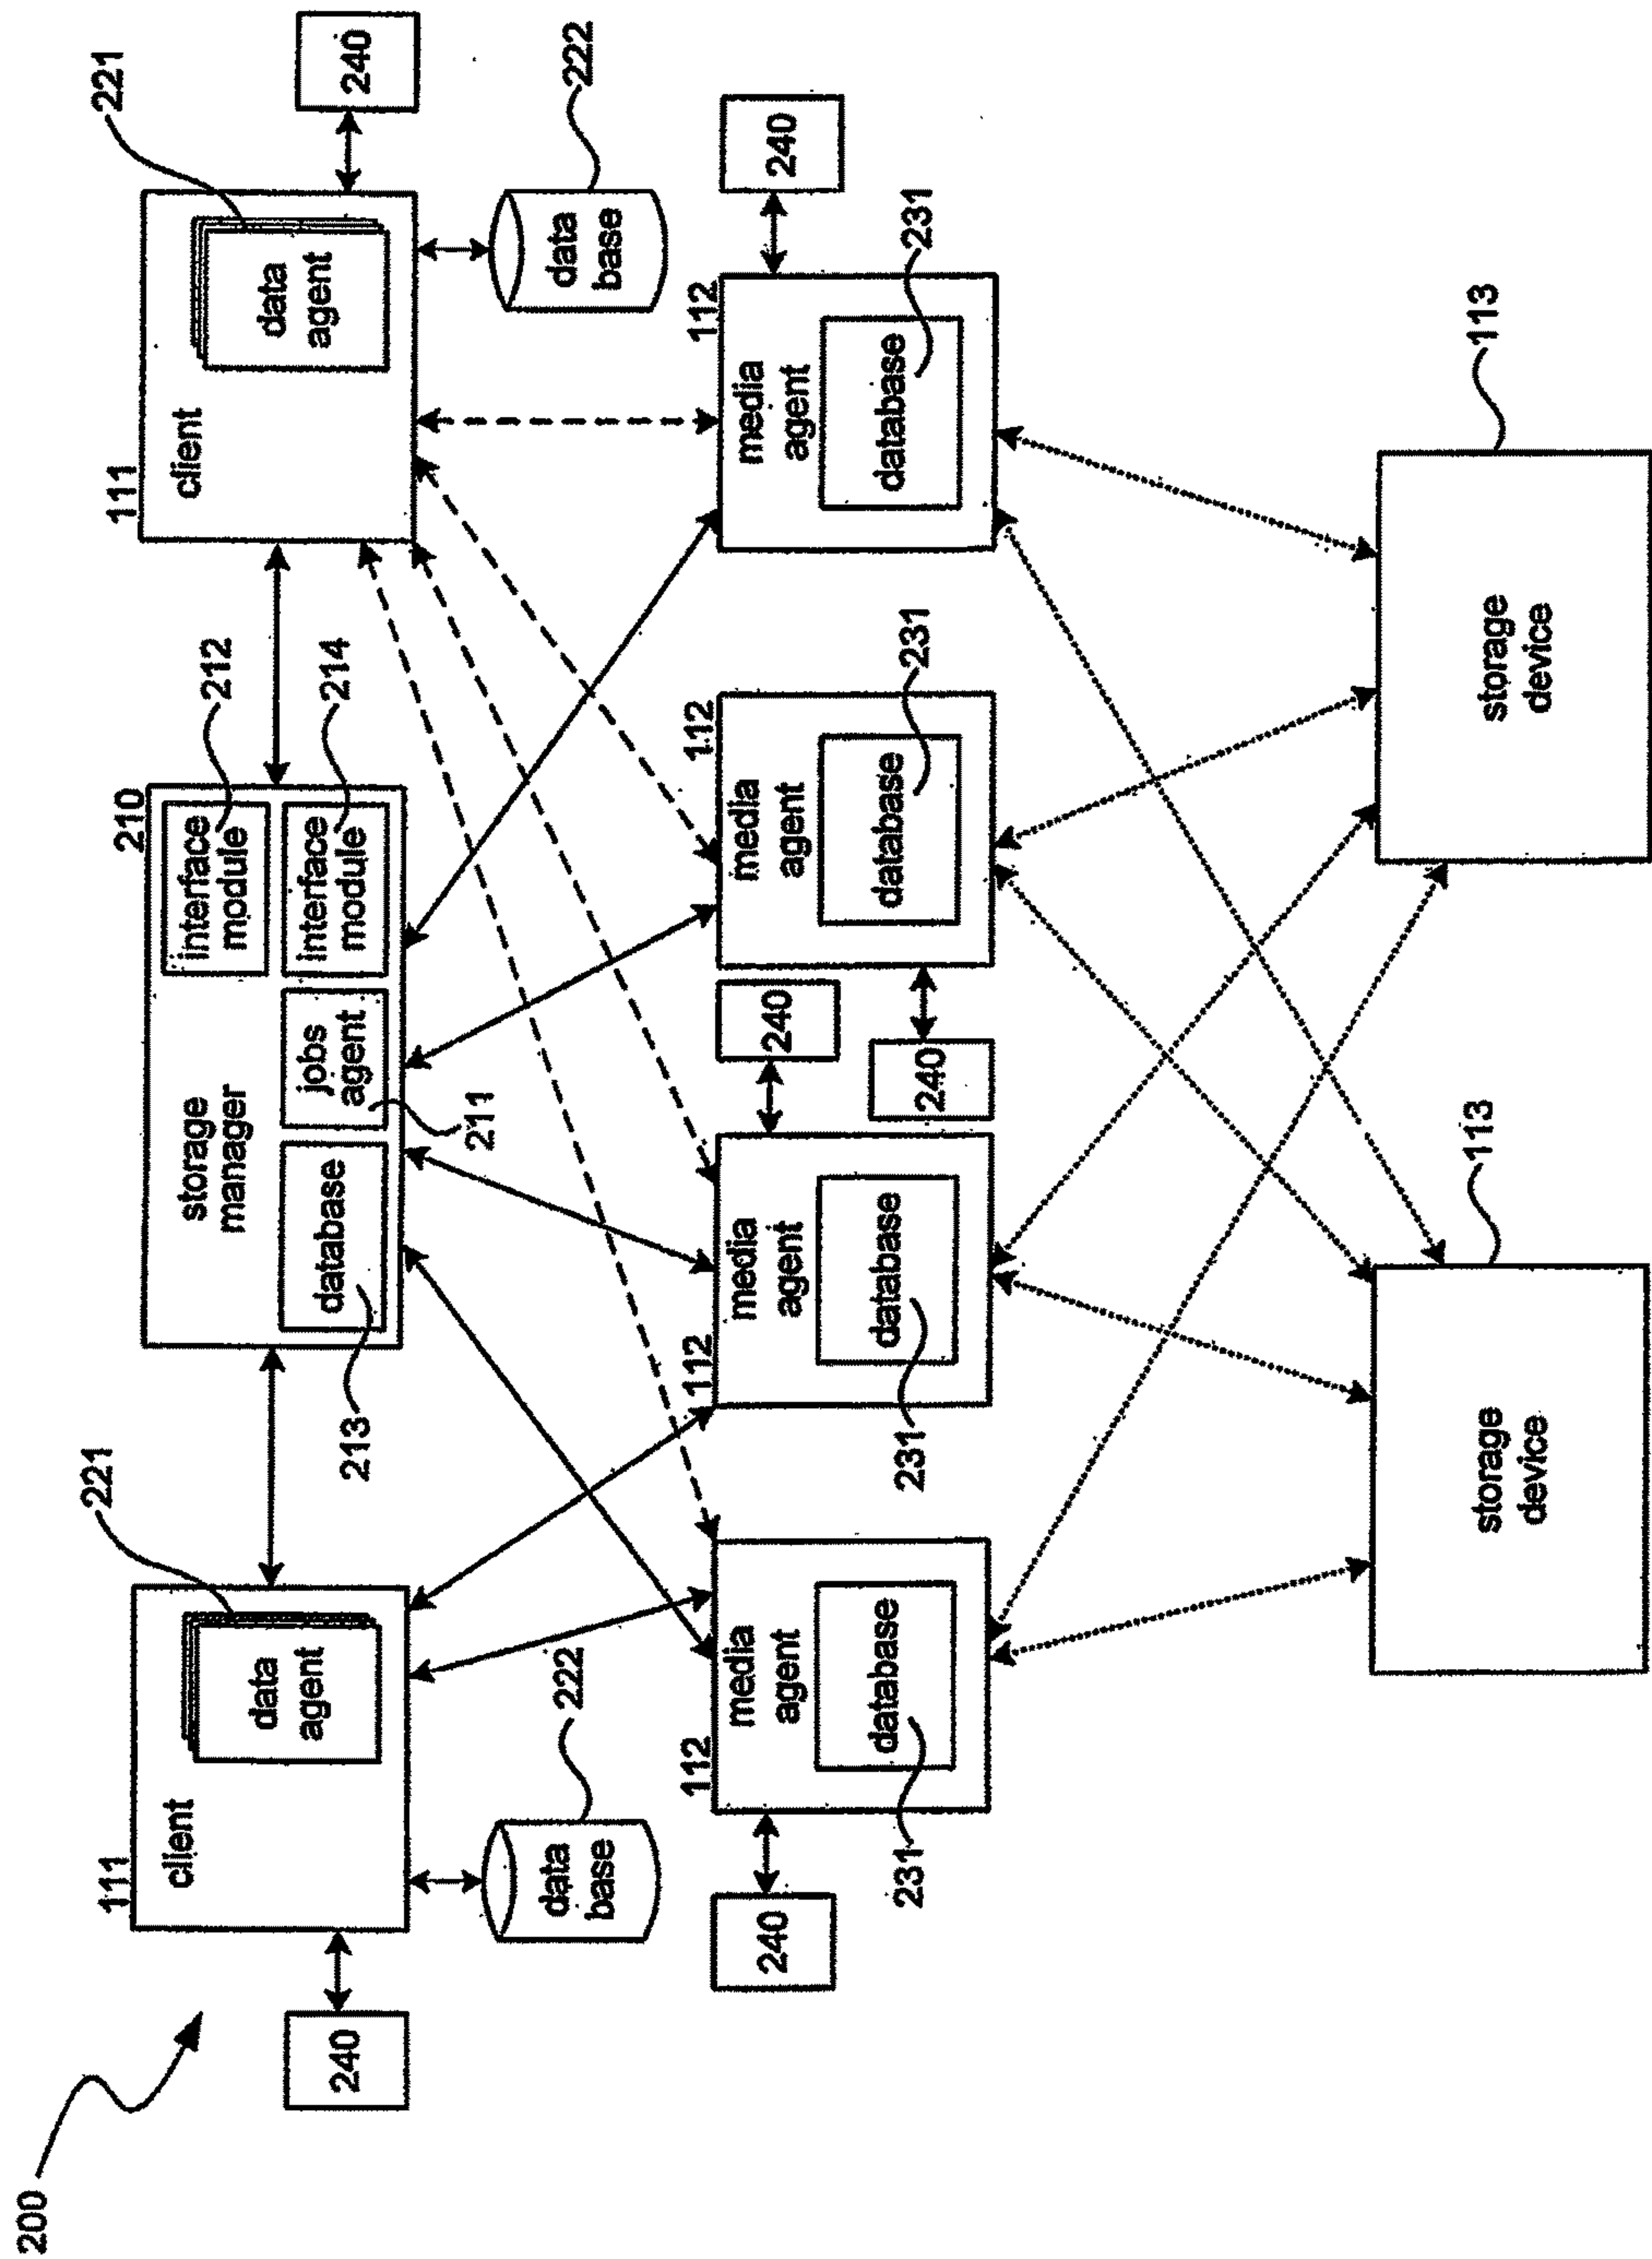 200
111
client
data
agent
221
240
data
base
222
210
storage
manager
interface
module
212
database
213
jobs
agent
211
interface
module
214
111
client
data
agent
221
240
data
base
222
112
media
agent
database
231
240
112
media
agent
database
231
240
112
media
agent
database
231
240
112
media
agent
database
231
240
storage
device
113
storage
device
113